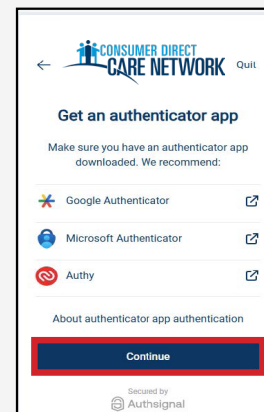 CONSUMER DIRECT
CARE NETWORK
Quit
Get an authenticator app
Make sure you have an authenticator app
downloaded. We recommend:
Google Authenticator
Microsoft Authenticator
Authy
About authenticator app authentication
Continue
Secured by
Authsignal